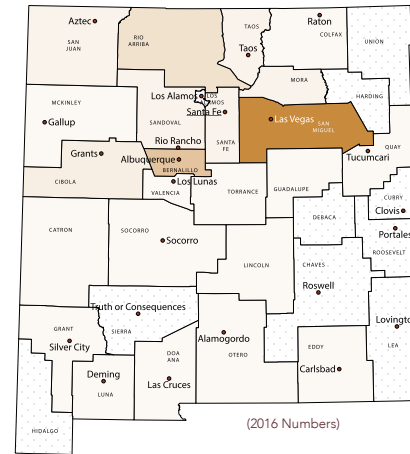 Aztec
SAN
JUAN
RIO
ARRIBA
TAOS
Taos
Raton
COLFAX
UNION
MORA
HARDING
Los Alamos
LOS
ALAMOS
Santa Fe
MCKINLEY
Gallup
SANDOVAL
SANTA
FE
Las Vegas
SAN
MIGUEL
QUAY
Tucumcari
Rio Rancho
Grants
Albuquerque
BERNALILLO
CIBOLA
Los Lunas
VALENCIA
TORRANCE
GUADALUPE
CURRY
Clovis
DEBACA
Portales
ROOSEVELT
CATRON
SOCORRO
Socorro
LINCOLN
CHAVES
Roswell
Truth or Consequences
SIERRA
GRANT
Silver City
Alamogordo
OTERO
EDDY
Carlsbad
Lovington
LEA
DOA
ANA
Las Cruces
Deming
LUNA
HIDALGO
(2016 Numbers)